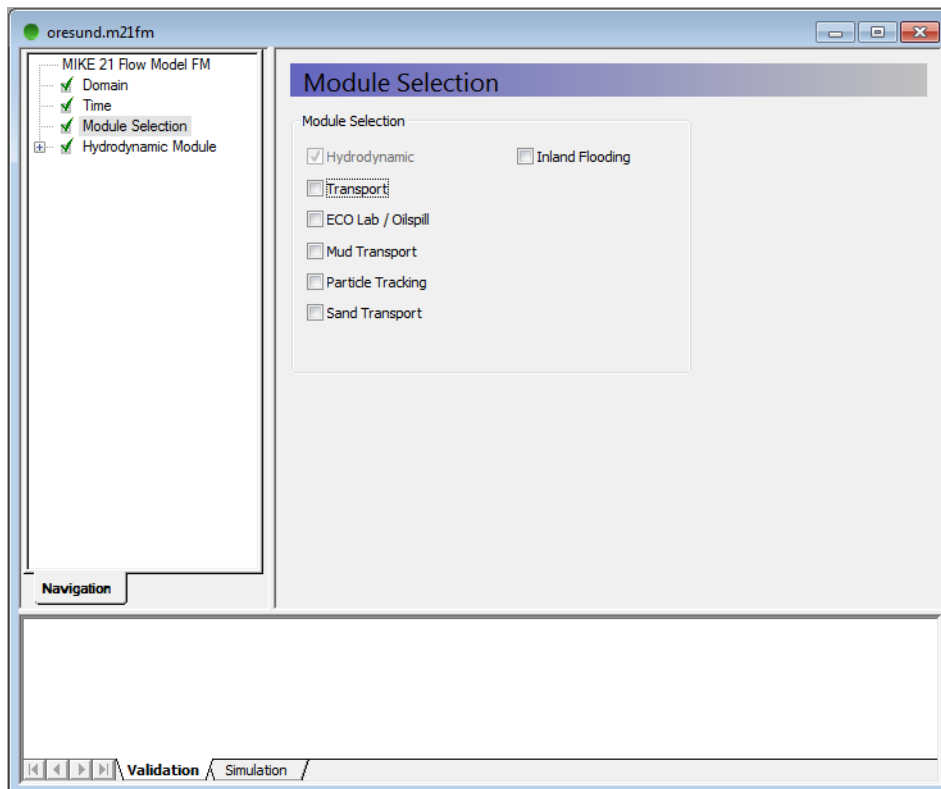 oresund.m21fm
MIKE 21 Flow Model FM
Domain
Time
Module Selection
Hydrodynamic Module
Navigation
Module Selection
Module Selection
Hydrodynamic
Inland Flooding
Transport
ECO Lab / Oilspill
Mud Transport
Particle Tracking
Sand Transport
Validation
Simulation